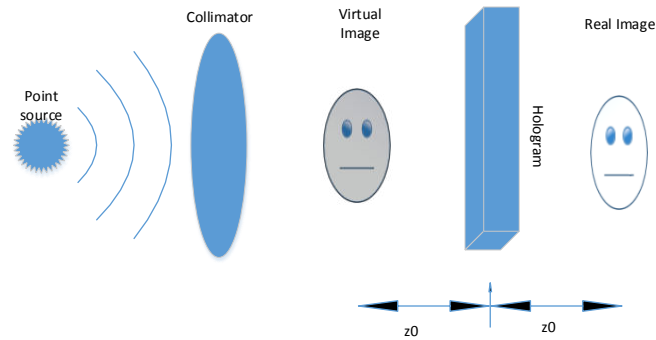 Collimator
Virtual
Image
Real Image
Point
source
Hologram
z0
z0